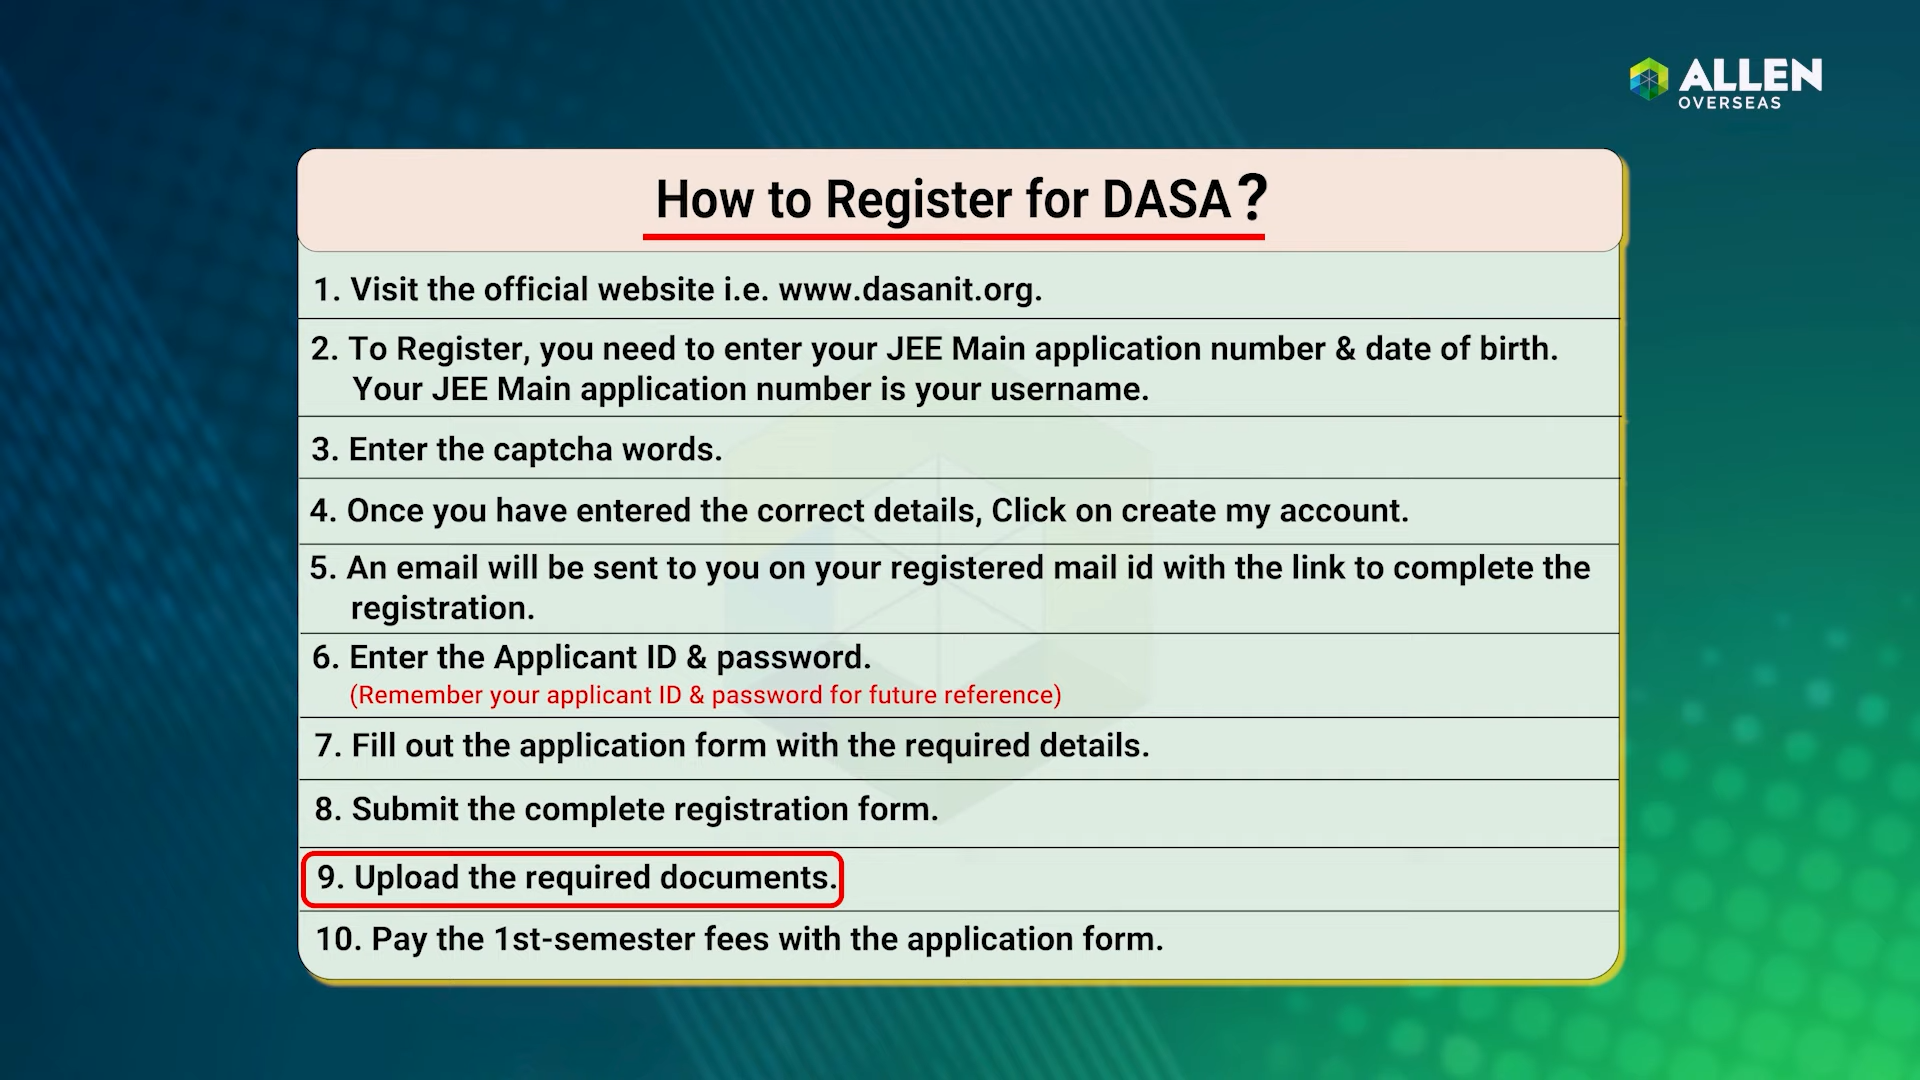 ALLEN
OVERSEAS
How to Register for DASA?
1. Visit the official website i.e. www.dasanit.org.
2. To Register, you need to enter your JEE Main application number & date of birth.
Your JEE Main application number is your username.
3. Enter the captcha words.
4. Once you have entered the correct details, Click on create my account.
5. An email will be sent to you on your registered mail id with the link to complete the
registration.
6. Enter the Applicant ID & password.
(Remember your applicant ID & password for future reference)
7. Fill out the application form with the required details.
8. Submit the complete registration form.
9. Upload the required documents.
10. Pay the 1st-semester fees with the application form.